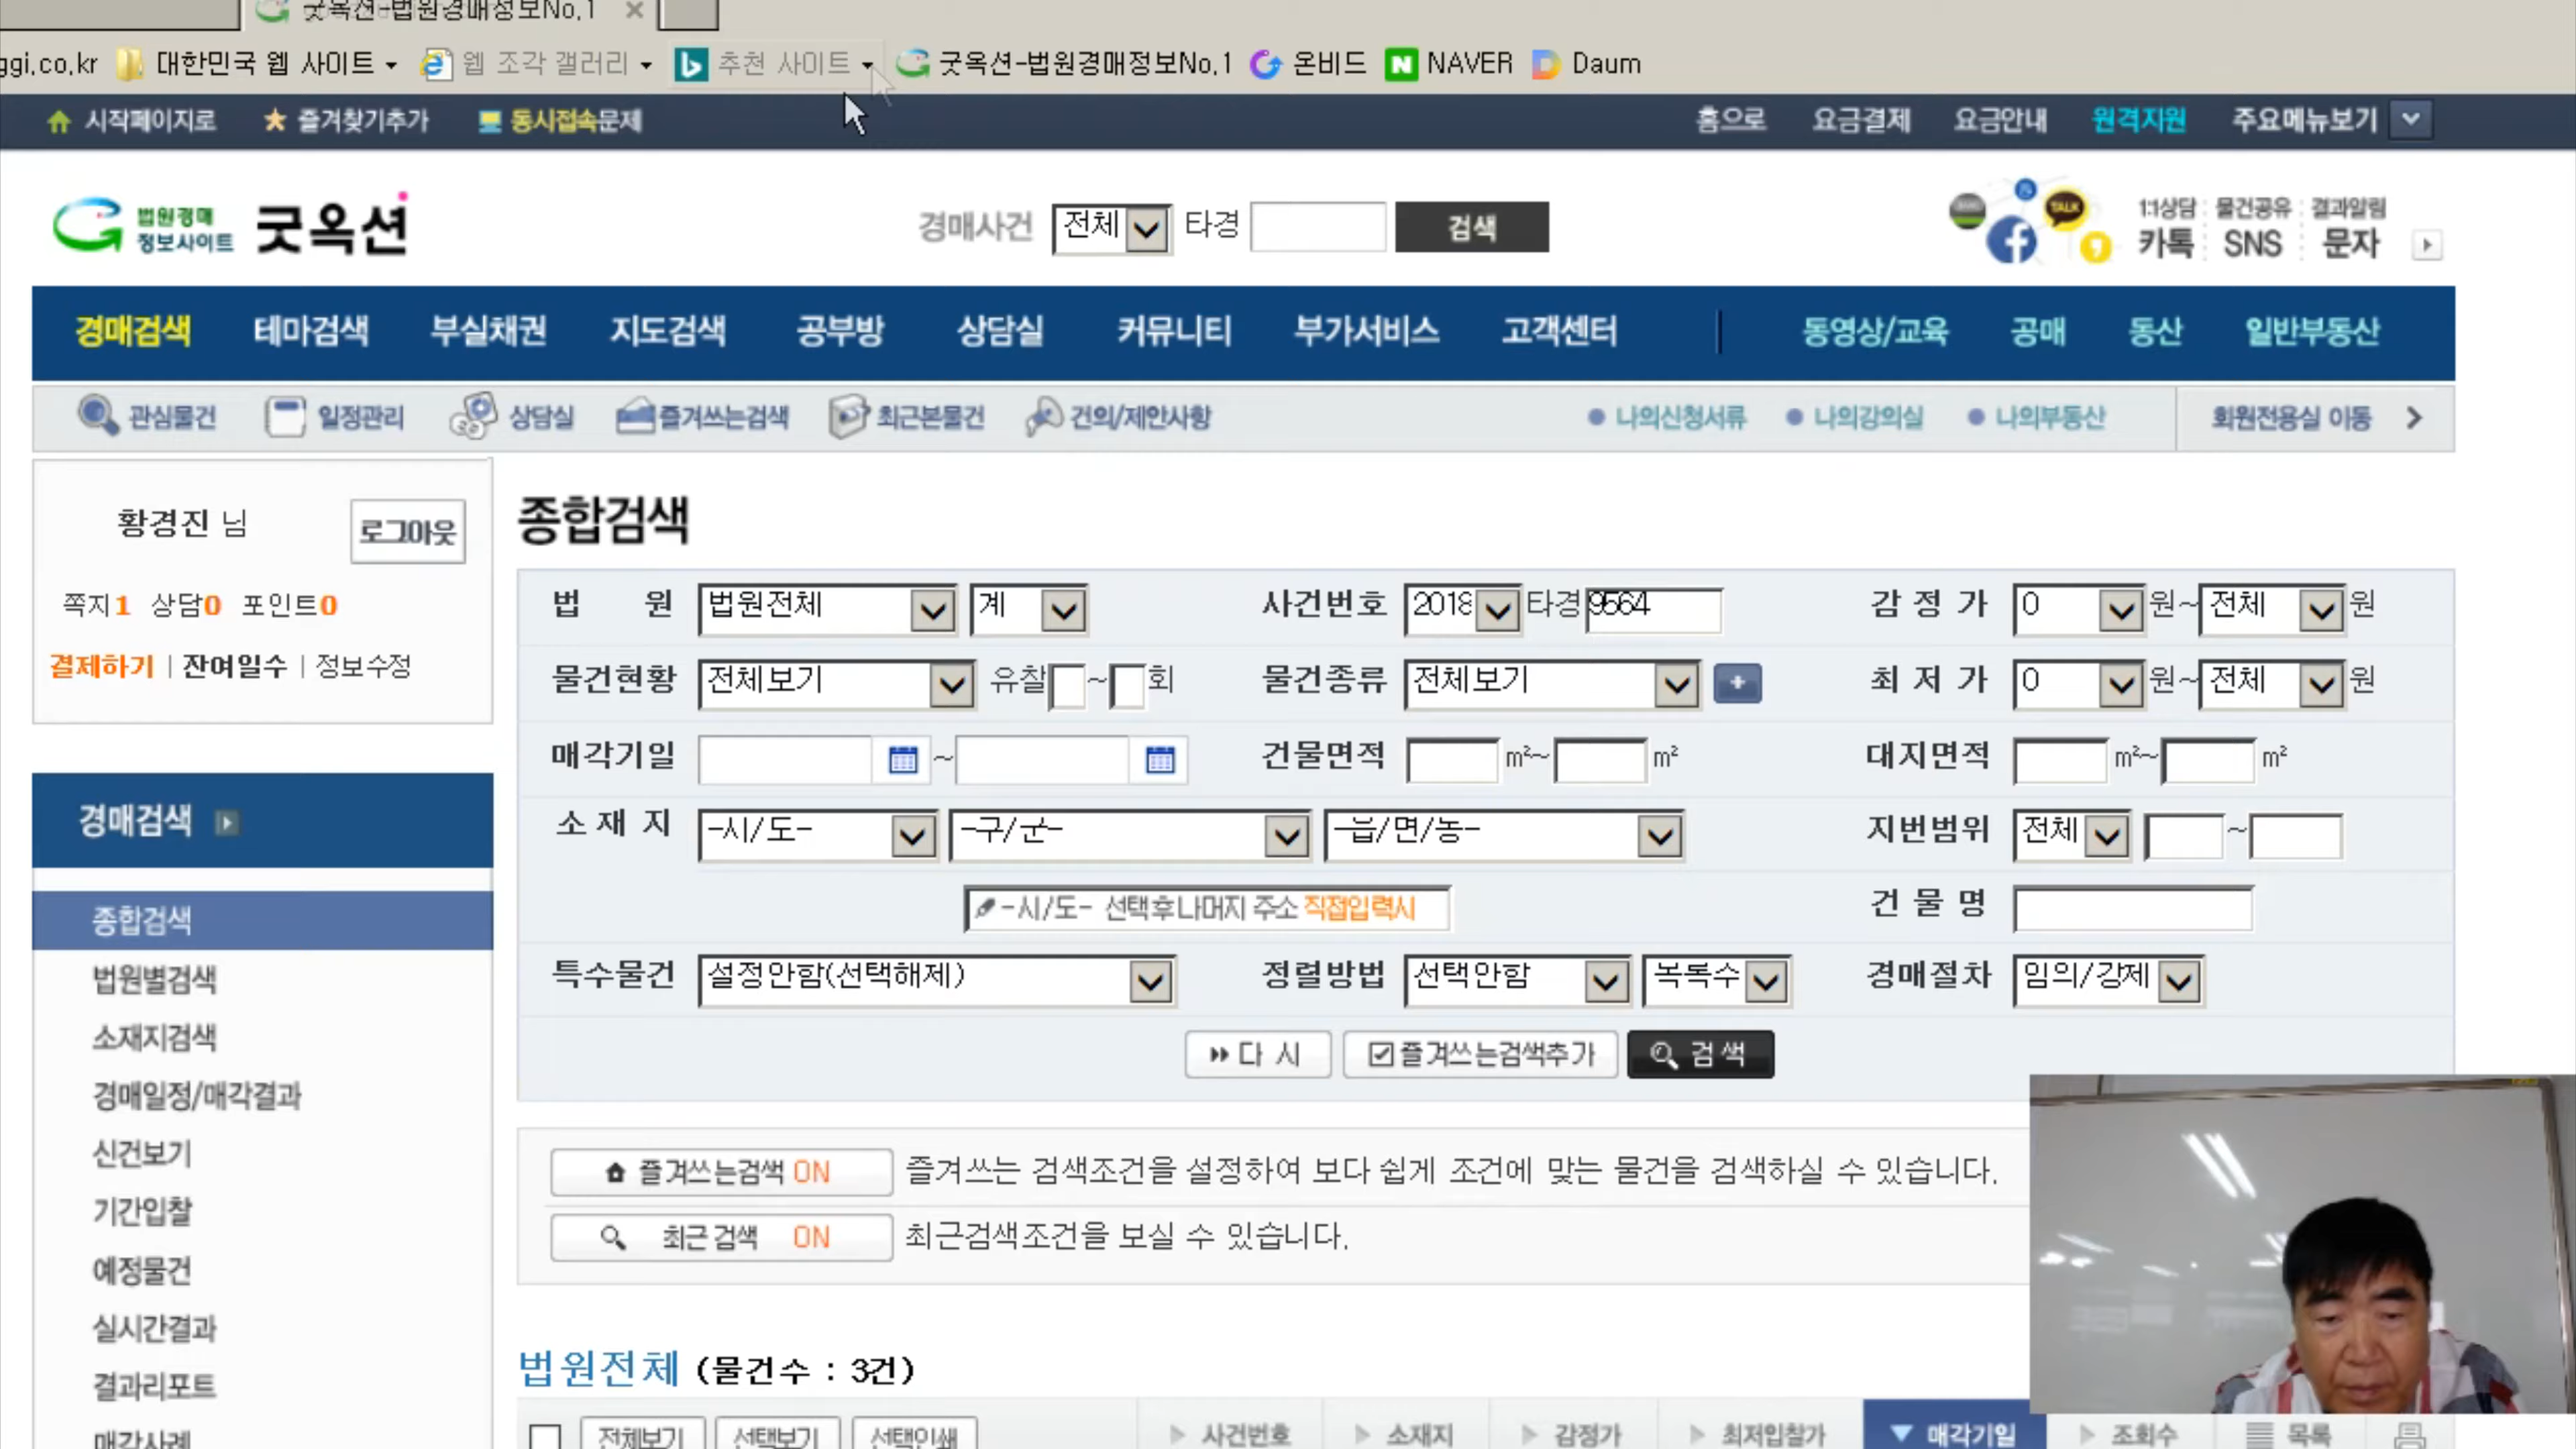 굿옥션-법원경매정보No.1
ggi.co.kr 대한민국 웹 사이트 웹 조각 갤러리 추천 사이트 굿옥션-법원경매정보No.1 온비드 NAVER Daum
시작페이지로 즐겨찾기추가 동시접속문제 홈으로 요금결제 요금안내 원격지원 주요메뉴보기
법원경매 정보사이트 굿옥션 경매사건 전체 타경 검색 TALK 1:1상담 물건공유 결과알림
카톡 SNS 문자
경매검색 테마검색 부실채권 지도검색 공부방 상담실 커뮤니티 부가서비스 고객센터 동영상/교육 공매 동산 일반부동산
관심물건 일정관리 상담실 즐겨쓰는검색 최근본물건 건의/제안사항 나의신청서류 나의강의실 나의부동산 회원전용실 이동
황경진 님 로그아웃
쪽지1 상담0 포인트0
결제하기 | 잔여일수 | 정보수정
종합검색
법 원 법원전체 계 사건번호 2018 타경 9564 감 정 가 0 원~ 전체 원
물건현황 전체보기 유찰 ~ 회 물건종류 전체보기 + 최 저 가 0 원~ 전체 원
매각기일 ~ 건물면적 m²~ m² 대지면적 m²~ m²
소 재 지 -시/도- -구/군- -읍/면/동- 지번범위 전체 ~
-시/도- 선택후 나머지 주소 직접입력시 건 물 명
특수물건 설정안함(선택해제) 정렬방법 선택안함 목록수 경매절차 임의/강제
다 시 즐겨쓰는검색추가 검 색
경매검색
종합검색
법원별검색
소재지검색
경매일정/매각결과
신건보기
기간입찰
예정물건
실시간결과
결과리포트
매각사례
즐겨쓰는검색 ON 즐겨쓰는 검색조건을 설정하여 보다 쉽게 조건에 맞는 물건을 검색하실 수 있습니다.
최근 검색 ON 최근검색조건을 보실 수 있습니다.
법원전체 (물건수 : 3건)
전체보기 선택보기 선택인쇄 사건번호 소재지 감정가 최저입찰가 매각기일 조회수 목록